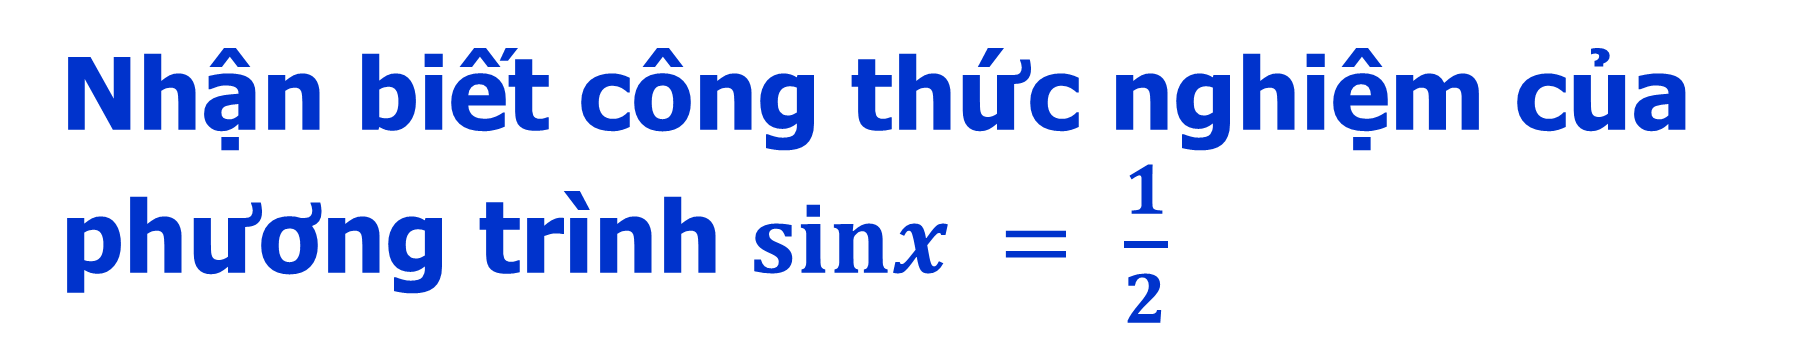 Nhận biết công thức nghiệm của
phương trình sinx = 1/2